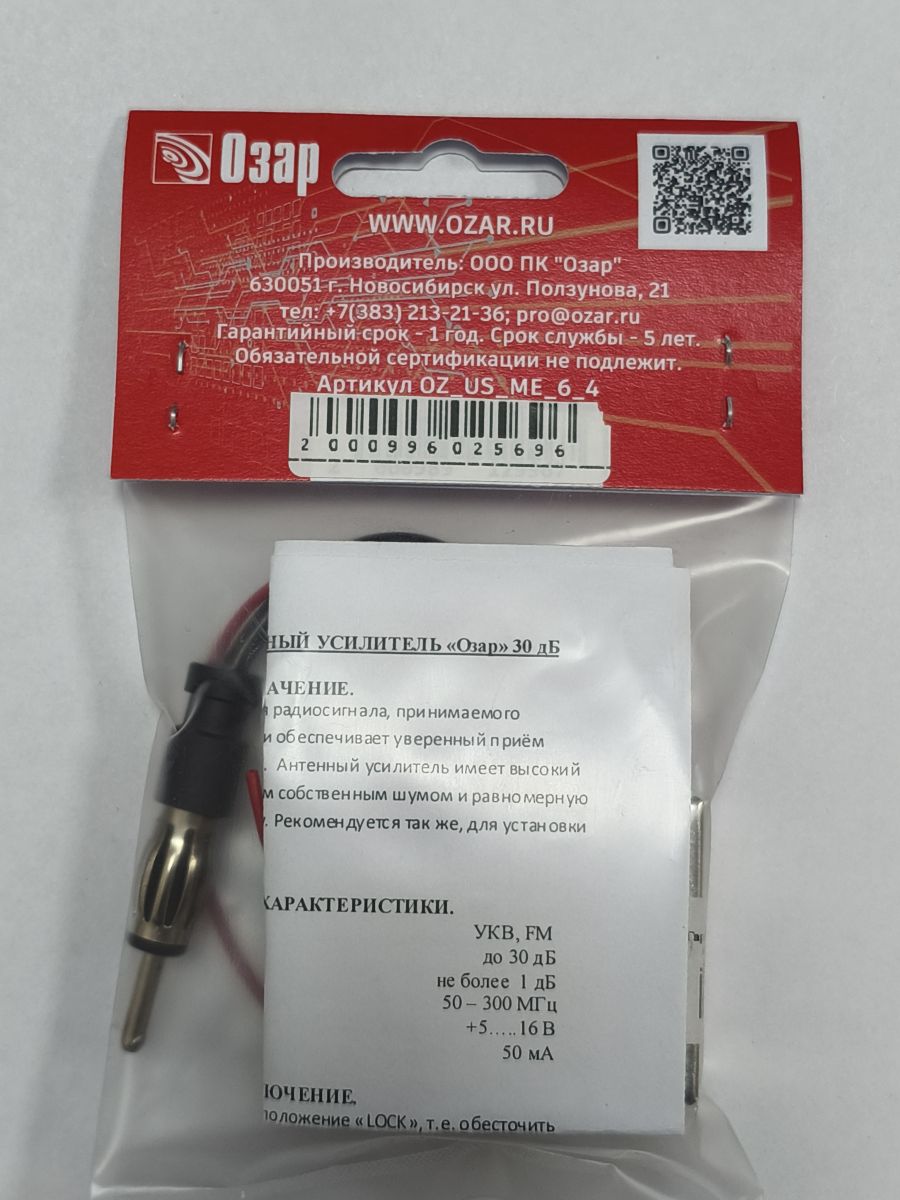 Озар
WWW.OZAR.RU
Производитель: ООО ПК "Озар"
630051 г. Новосибирск ул. Ползунова, 21
тел: +7(383) 213-21-36; pro@ozar.ru
Гарантийный срок - 1 год. Срок службы - 5 лет.
Обязательной сертификации не подлежит.
Артикул OZ_US_ME_6_4
2 000996 025696
НЫЙ УСИЛИТЕЛЬ «Озар» 30 дБ
АЧЕНИЕ.
радиосигнала, принимаемого
и обеспечивает уверенный приём
. Антенный усилитель имеет высокий
м собственным шумом и равномерную
. Рекомендуется так же, для установки
ХАРАКТЕРИСТИКИ.
УКВ, FM
до 30 дБ
не более 1 дБ
50 – 300 МГц
+5…..16 В
50 мА
ЮЧЕНИЕ.
оложение « LOCK », т.е. обесточить